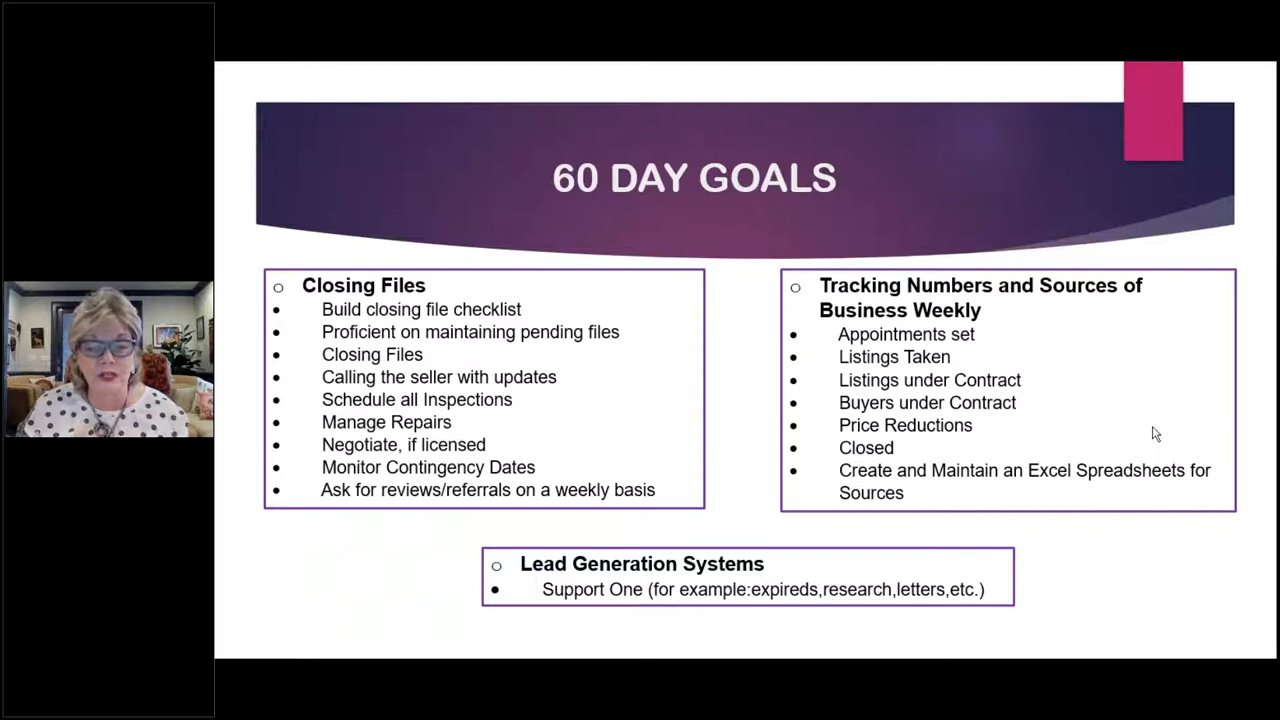 60 DAY GOALS
Closing Files
Build closing file checklist
Proficient on maintaining pending files
Closing Files
Calling the seller with updates
Schedule all Inspections
Manage Repairs
Negotiate, if licensed
Monitor Contingency Dates
Ask for reviews/referrals on a weekly basis
Tracking Numbers and Sources of
Business Weekly
Appointments set
Listings Taken
Listings under Contract
Buyers under Contract
Price Reductions
Closed
Create and Maintain an Excel Spreadsheets for
Sources
Lead Generation Systems
Support One (for example:expireds,research,letters,etc.)